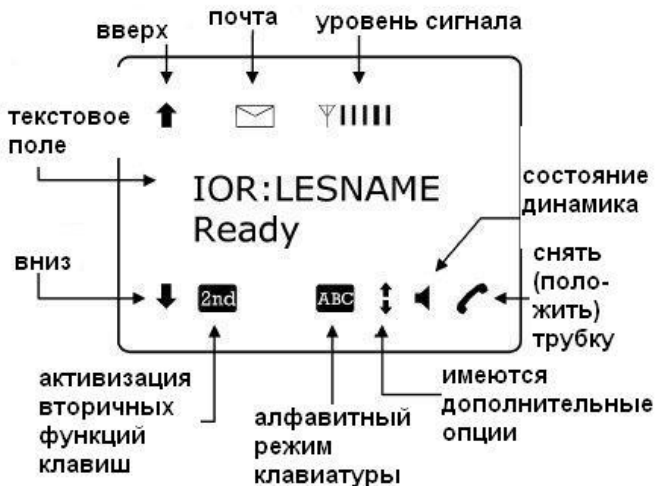 вверх
почта
уровень сигнала
текстовое
поле
IOR:LESNAME
Ready
состояние
динамика
вниз
2nd
ABC
снять
(поло-
жить)
трубку
активизация
вторичных
функций
клавиш
алфавитный
режим
клавиатуры
имеются
дополнительные
опции